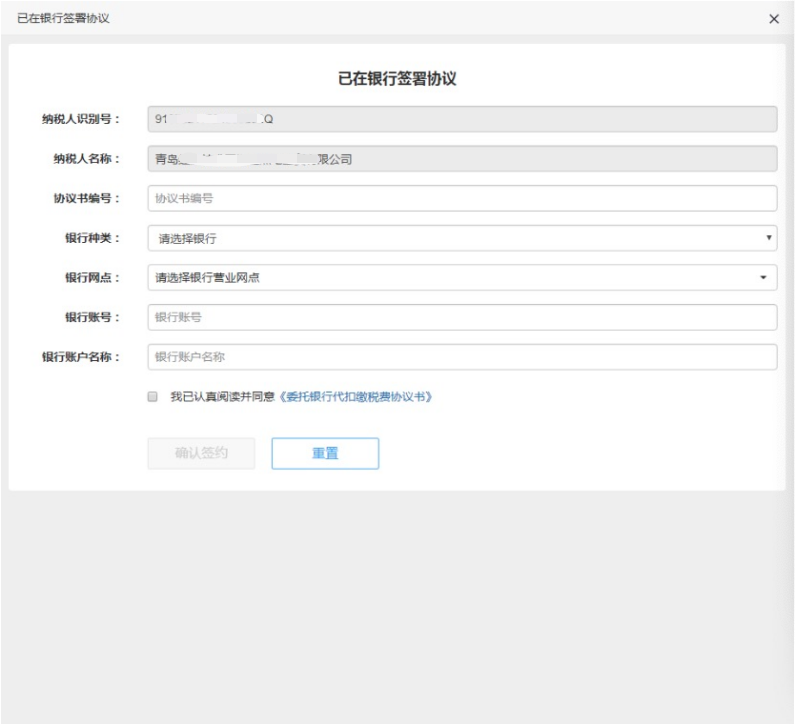 已在银行签署协议
已在银行签署协议
纳税人识别号： 91 Q
纳税人名称： 青岛 限公司
协议书编号： 协议书编号
银行种类： 请选择银行
银行网点： 请选择银行营业网点
银行账号： 银行账号
银行账户名称： 银行账户名称
我已认真阅读并同意《委托银行代扣缴税费协议书》
确认签约 重置